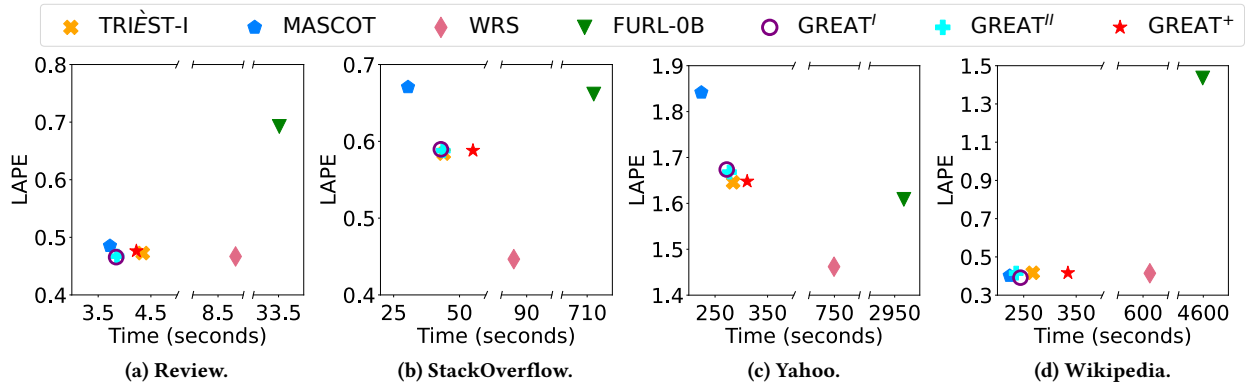 TRIÈST-I MASCOT WRS FURL-0B GREAT^I GREAT^II GREAT^+
LAPE
0.8
0.7
0.6
0.5
0.4
3.5 4.5 8.5 33.5
Time (seconds)
(a) Review.
LAPE
0.7
0.6
0.5
0.4
25 50 90 710
Time (seconds)
(b) StackOverflow.
LAPE
1.9
1.8
1.7
1.6
1.5
1.4
250 350 750 2950
Time (seconds)
(c) Yahoo.
LAPE
1.5
1.3
1.1
0.9
0.7
0.5
0.3
250 350 600 4600
Time (seconds)
(d) Wikipedia.